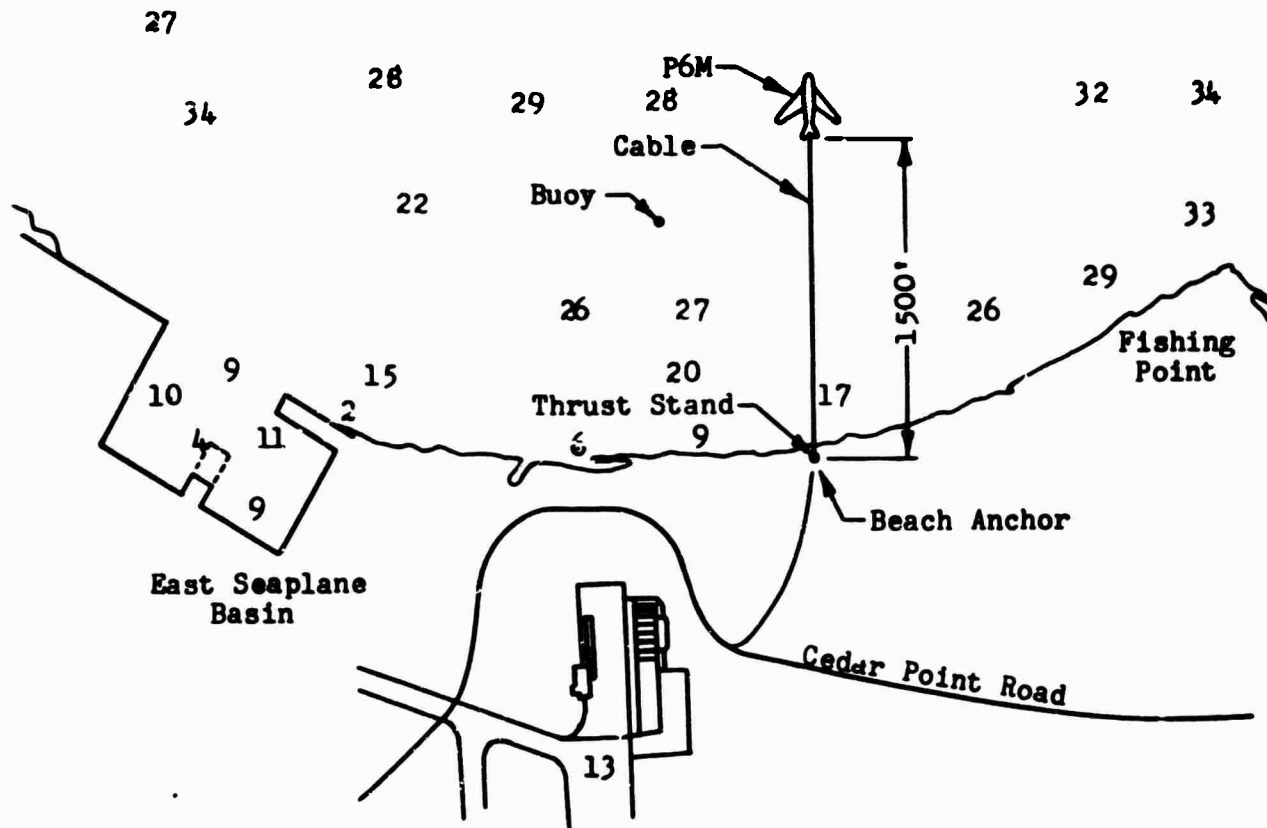 27
28
P6M
32
34
34
29
28
Cable
Buoy
22
33
1500'
29
26
27
26
Fishing
Point
9
15
20
10
2
Thrust Stand
17
4
11
6
9
9
Beach Anchor
East Seaplane
Basin
Cedar Point Road
13